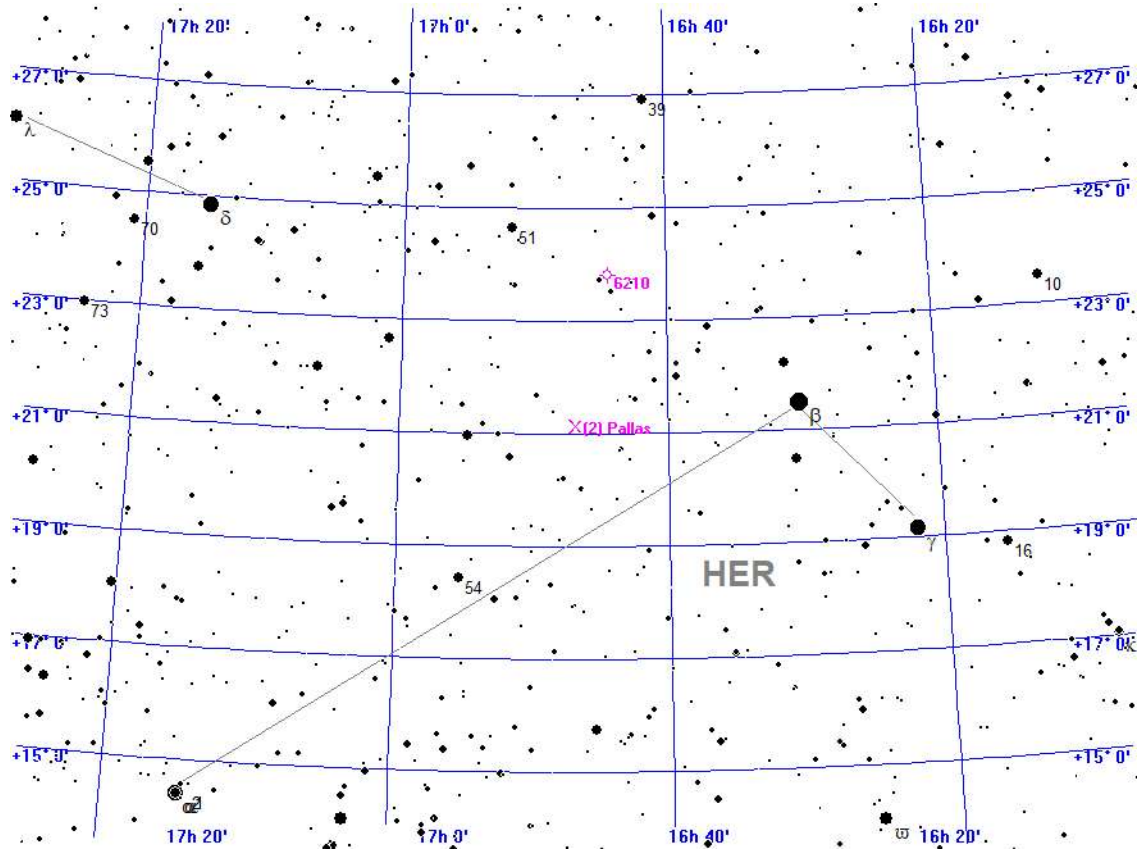 17h 20' 17h 0' 16h 40' 16h 20'
+27° 0' +27° 0'
39
λ
+25° 0' +25° 0'
70 δ 51
6210 10
+23° 0' 73 +23° 0'
+21° 0' (2) Pallas β +21° 0'
+19° 0' +19° 0'
γ 16
HER
54
+17° 0' +17° 0'
κ
+15° 0' +15° 0'
17h 20' 17h 0' 16h 40' ϖ 16h 20'